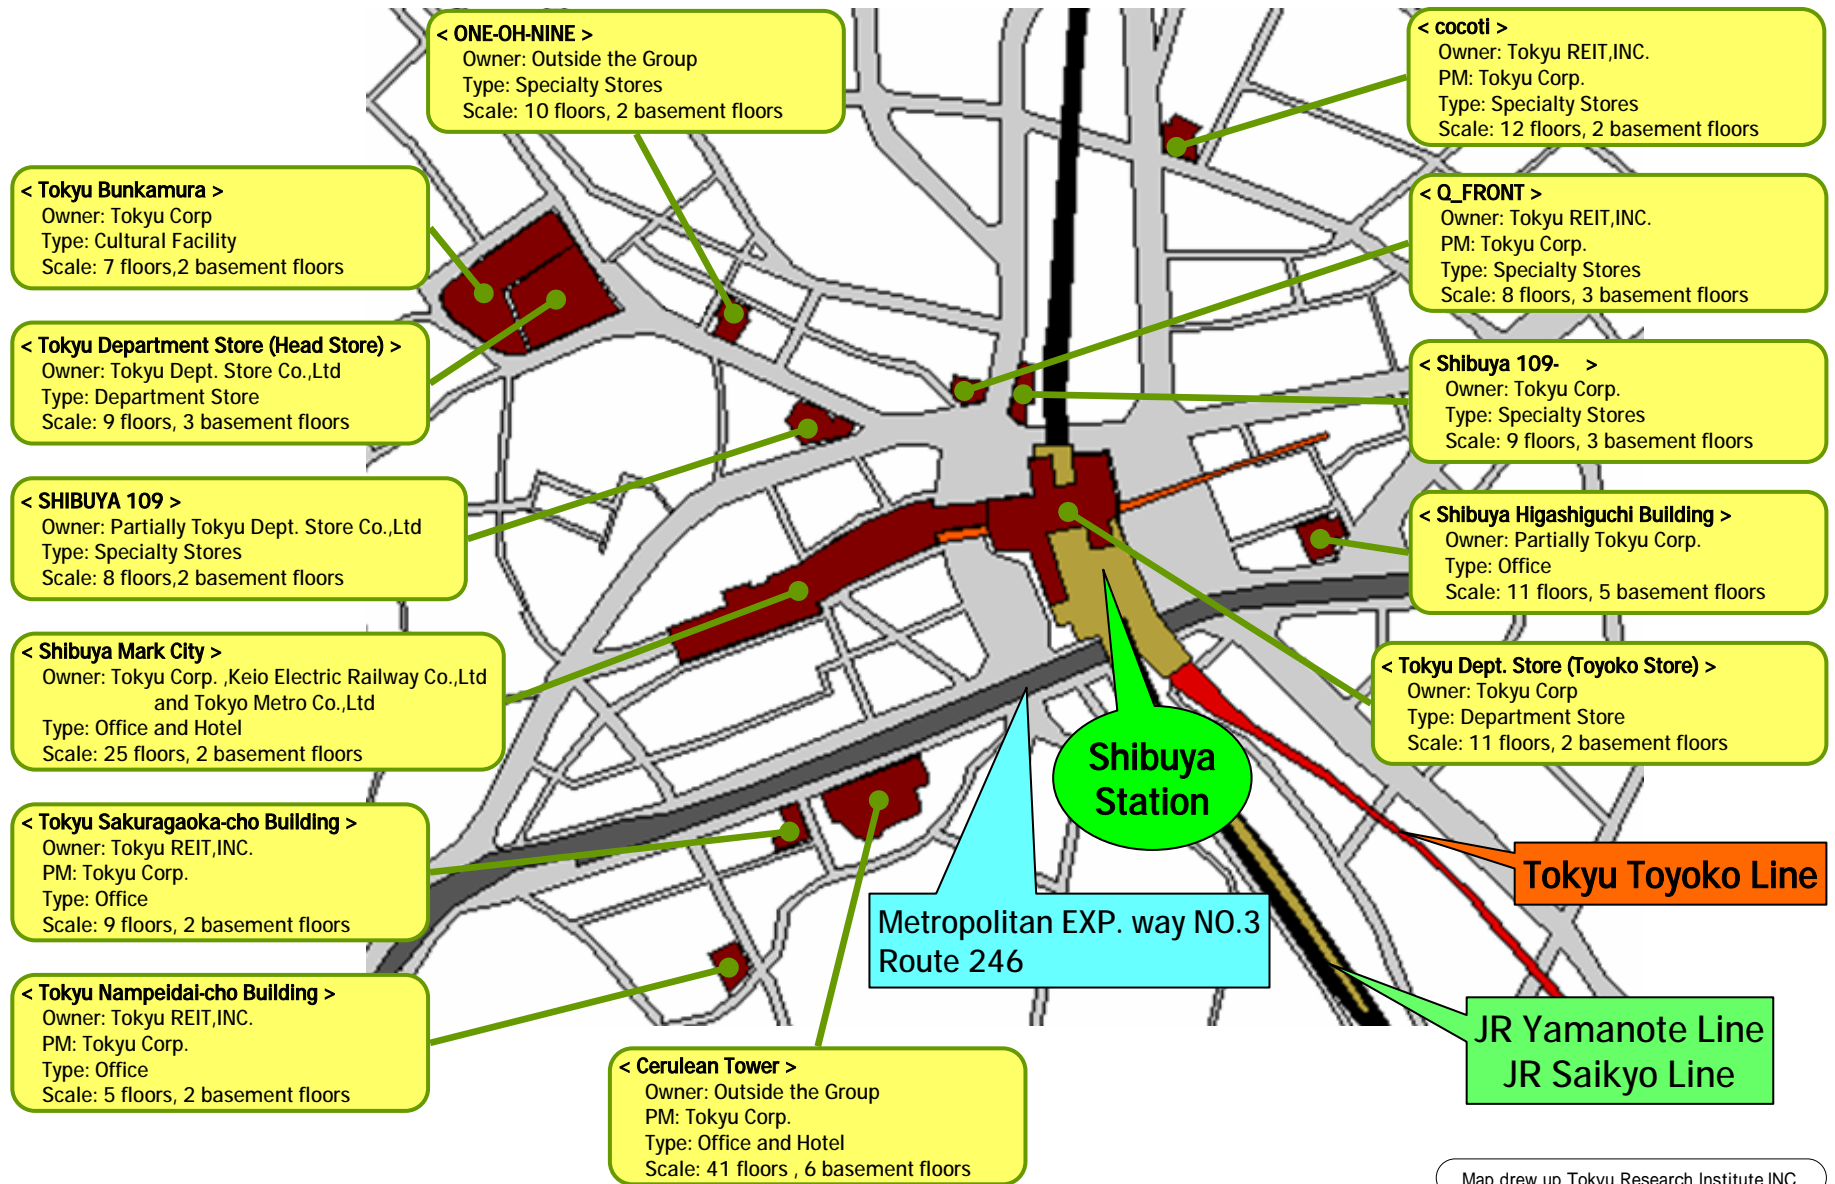 < ONE-OH-NINE >
Owner: Outside the Group
Type: Specialty Stores
Scale: 10 floors, 2 basement floors
< cocoti >
Owner: Tokyu REIT,INC.
PM: Tokyu Corp.
Type: Specialty Stores
Scale: 12 floors, 2 basement floors
< Tokyu Bunkamura >
Owner: Tokyu Corp
Type: Cultural Facility
Scale: 7 floors,2 basement floors
< Q_FRONT >
Owner: Tokyu REIT,INC.
PM: Tokyu Corp.
Type: Specialty Stores
Scale: 8 floors, 3 basement floors
< Tokyu Department Store (Head Store) >
Owner: Tokyu Dept. Store Co.,Ltd
Type: Department Store
Scale: 9 floors, 3 basement floors
< Shibuya 109- >
Owner: Tokyu Corp.
Type: Specialty Stores
Scale: 9 floors, 3 basement floors
< SHIBUYA 109 >
Owner: Partially Tokyu Dept. Store Co.,Ltd
Type: Specialty Stores
Scale: 8 floors,2 basement floors
< Shibuya Higashiguchi Building >
Owner: Partially Tokyu Corp.
Type: Office
Scale: 11 floors, 5 basement floors
< Shibuya Mark City >
Owner: Tokyu Corp. ,Keio Electric Railway Co.,Ltd
and Tokyo Metro Co.,Ltd
Type: Office and Hotel
Scale: 25 floors, 2 basement floors
< Tokyu Dept. Store (Toyoko Store) >
Owner: Tokyu Corp
Type: Department Store
Scale: 11 floors, 2 basement floors
Shibuya
Station
< Tokyu Sakuragaoka-cho Building >
Owner: Tokyu REIT,INC.
PM: Tokyu Corp.
Type: Office
Scale: 9 floors, 2 basement floors
Tokyu Toyoko Line
Metropolitan EXP. way NO.3
Route 246
< Tokyu Nampeidai-cho Building >
Owner: Tokyu REIT,INC.
PM: Tokyu Corp.
Type: Office
Scale: 5 floors, 2 basement floors
JR Yamanote Line
JR Saikyo Line
< Cerulean Tower >
Owner: Outside the Group
PM: Tokyu Corp.
Type: Office and Hotel
Scale: 41 floors , 6 basement floors
Map drew up Tokyu Research Institute,INC